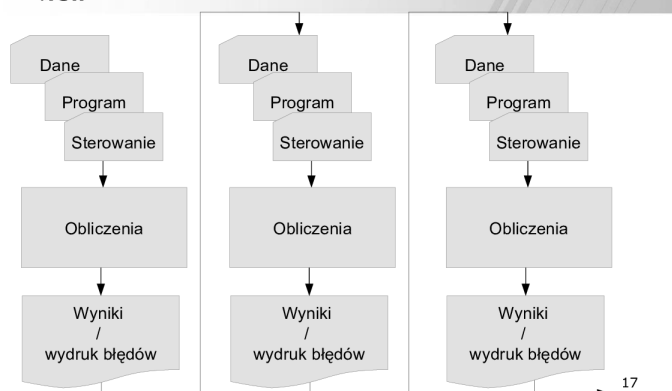 Dane
Program
Sterowanie
Obliczenia
Wyniki
/
wydruk błędów
Dane
Program
Sterowanie
Obliczenia
Wyniki
/
wydruk błędów
Dane
Program
Sterowanie
Obliczenia
Wyniki
/
wydruk błędów
17